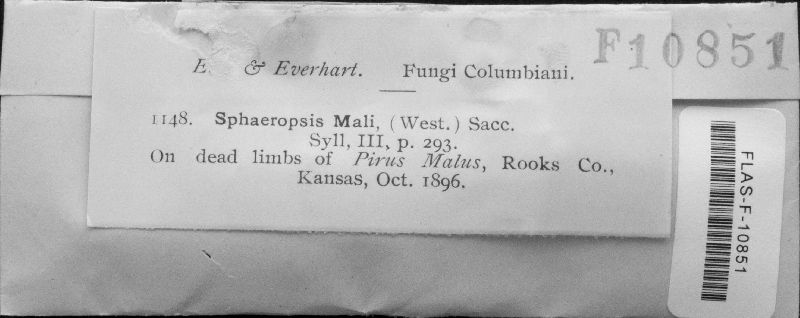 E. & Everhart. Fungi Columbiani.
F10851
1148. Sphaeropsis Mali, (West.) Sacc.
Syll, III, p. 293.
On dead limbs of Pirus Malus, Rooks Co.,
Kansas, Oct. 1896.
FLAS-F-10851